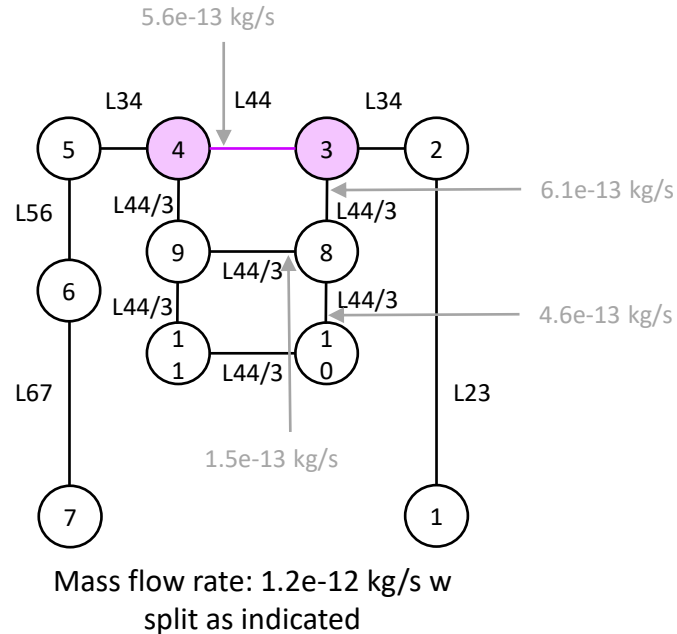 5.6e-13 kg/s
L34 L44 L34
5 4 3 2
6.1e-13 kg/s
L56 L44/3 L44/3
9 8
L44/3
6 L44/3 L44/3
4.6e-13 kg/s
1 1
1 0
L44/3
L67 L23
1.5e-13 kg/s
7 1
Mass flow rate: 1.2e-12 kg/s w
split as indicated